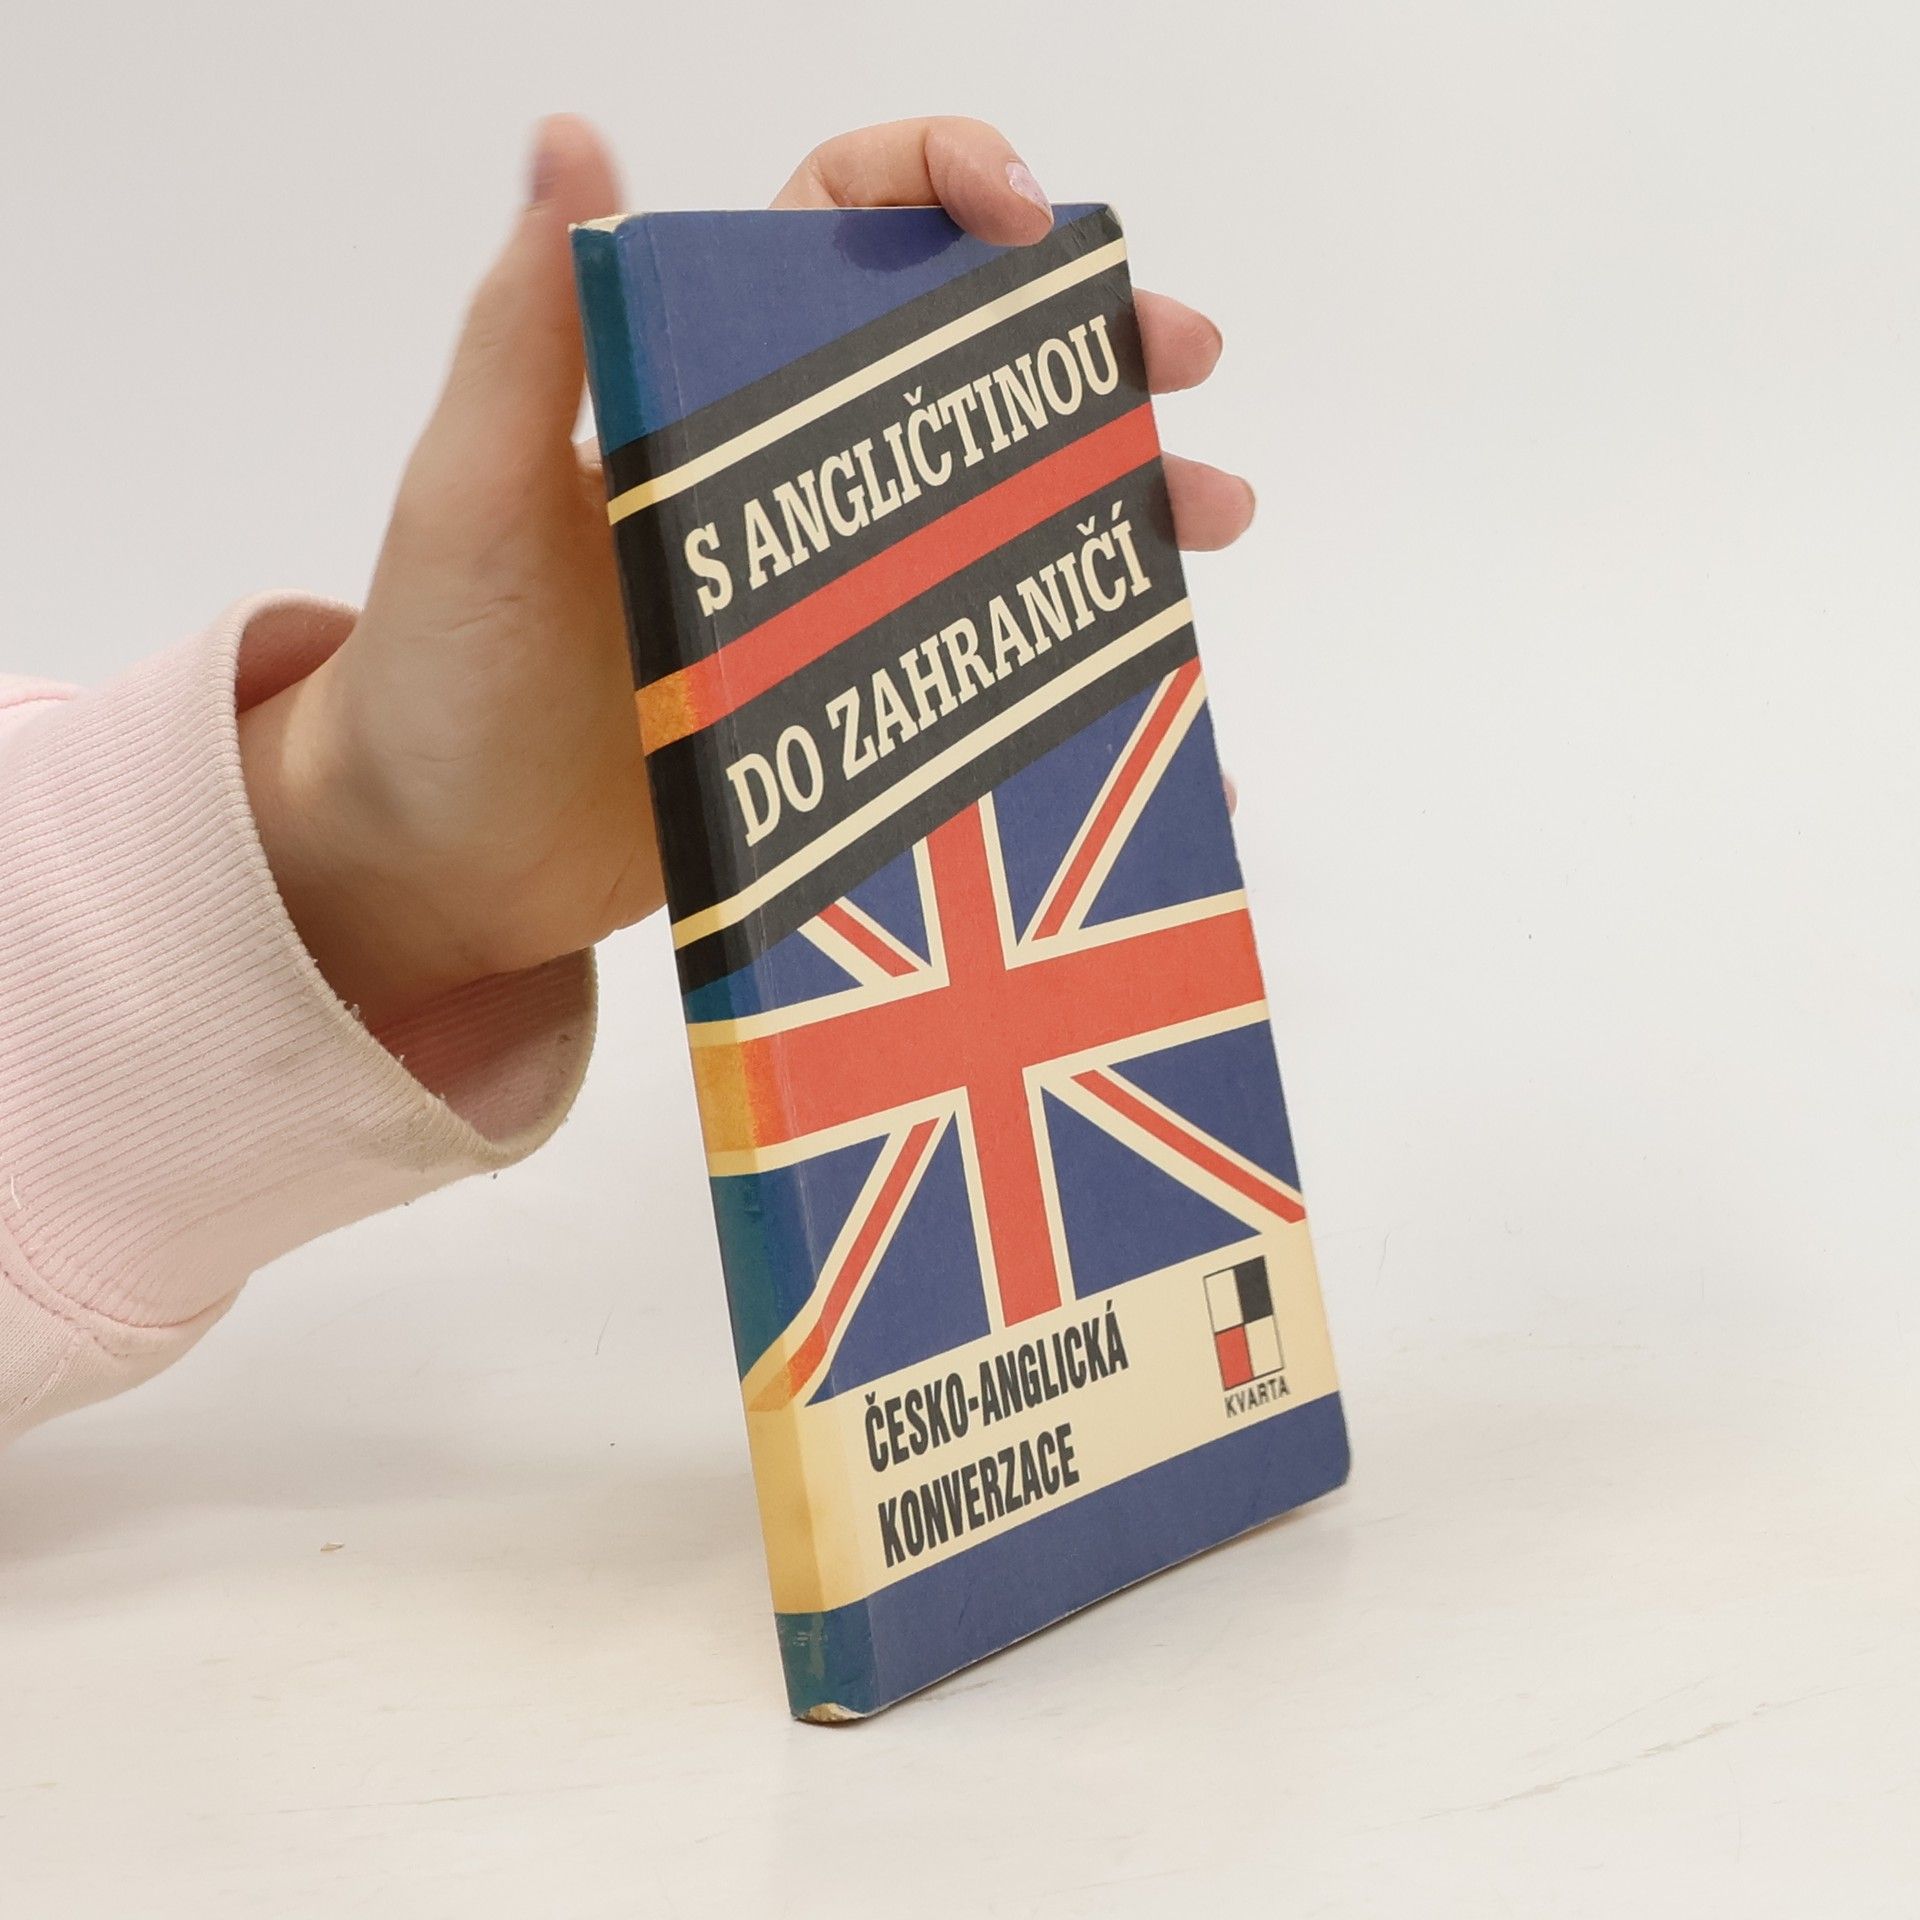 S ANGLIČTINOU
DO ZAHRANIČÍ
ČESKO-ANGLICKÁ
KONVERZACE
KVARTA